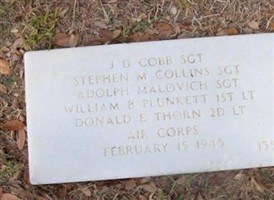 J D COBB SGT
STEPHEN M COLLINS SGT
ADOLPH MALOVICH SGT
WILLIAM B PLUNKETT 1ST LT
DONALD E THORN 2D LT
AIR CORPS
FEBRUARY 15 1945